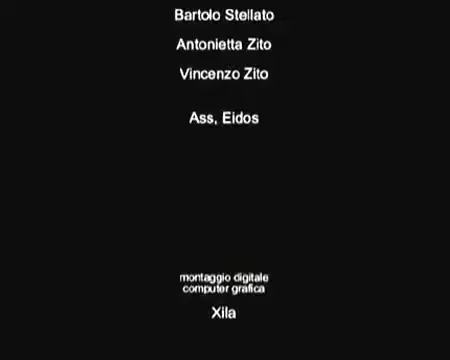 Bartolo Stellato
Antonietta Zito
Vincenzo Zito
Ass. Eidos
montaggio digitale
computer grafica
Xila